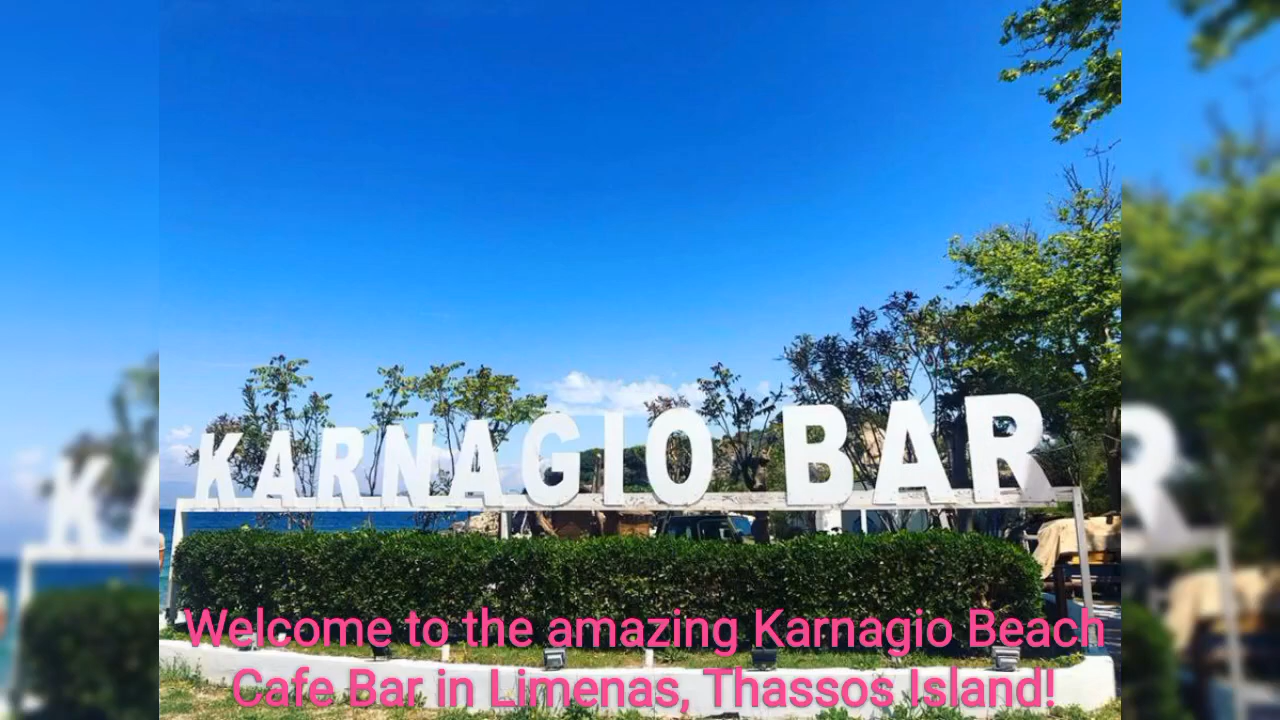 KARNAGIO BAR
Welcome to the amazing Karnagio Beach
Cafe Bar in Limenas, Thassos Island!